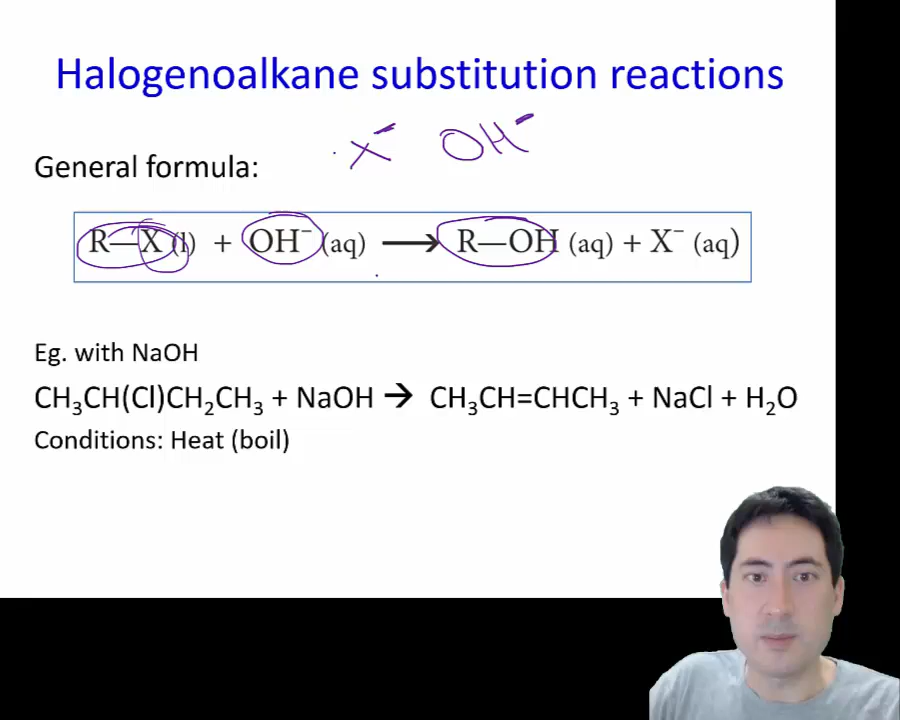 Halogenoalkane substitution reactions
X⁻ OH⁻
General formula:
R—X (l) + OH⁻ (aq) ⟶ R—OH (aq) + X⁻ (aq)
Eg. with NaOH
CH₃CH(Cl)CH₂CH₃ + NaOH → CH₃CH=CHCH₃ + NaCl + H₂O
Conditions: Heat (boil)